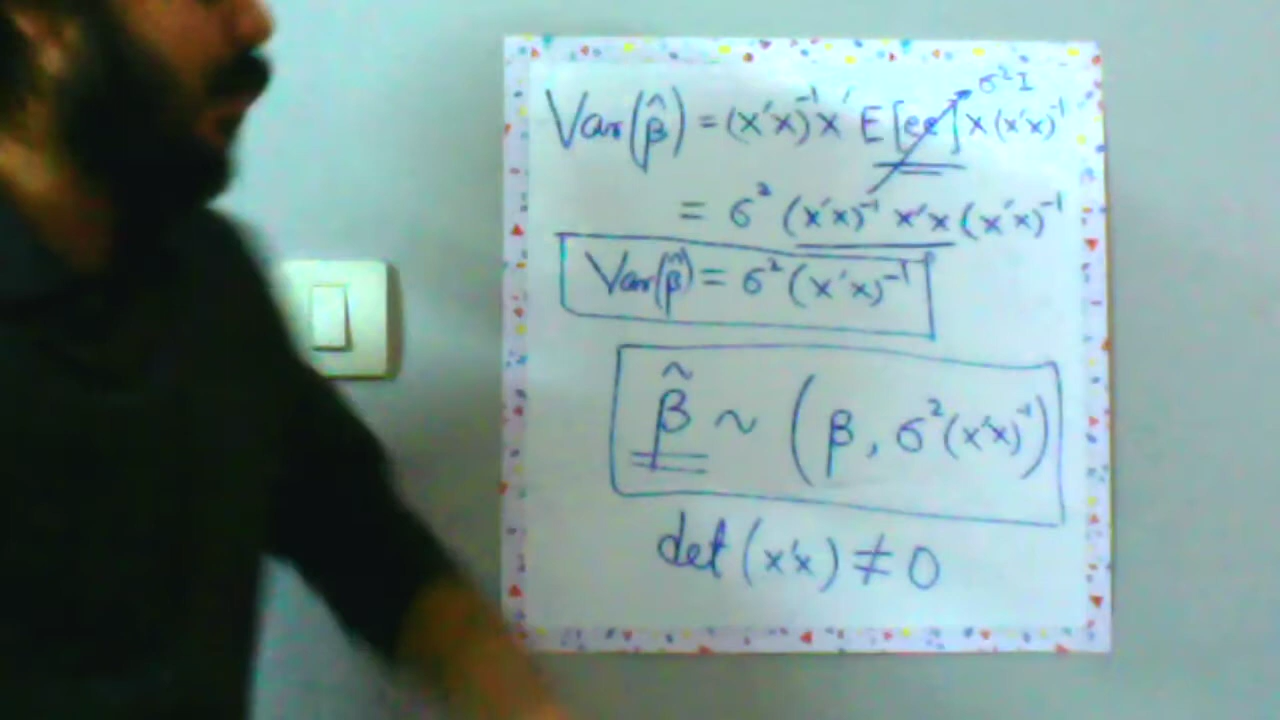 Var(β̂) = (x'x)⁻¹x' E[ee']x(x'x)⁻¹ σ²I
= σ² (x'x)⁻¹ x'x (x'x)⁻¹
Var(β̂) = σ² (x'x)⁻¹
β̂ ~ (β, σ²(x'x)⁻¹)
det (x'x) ≠ 0